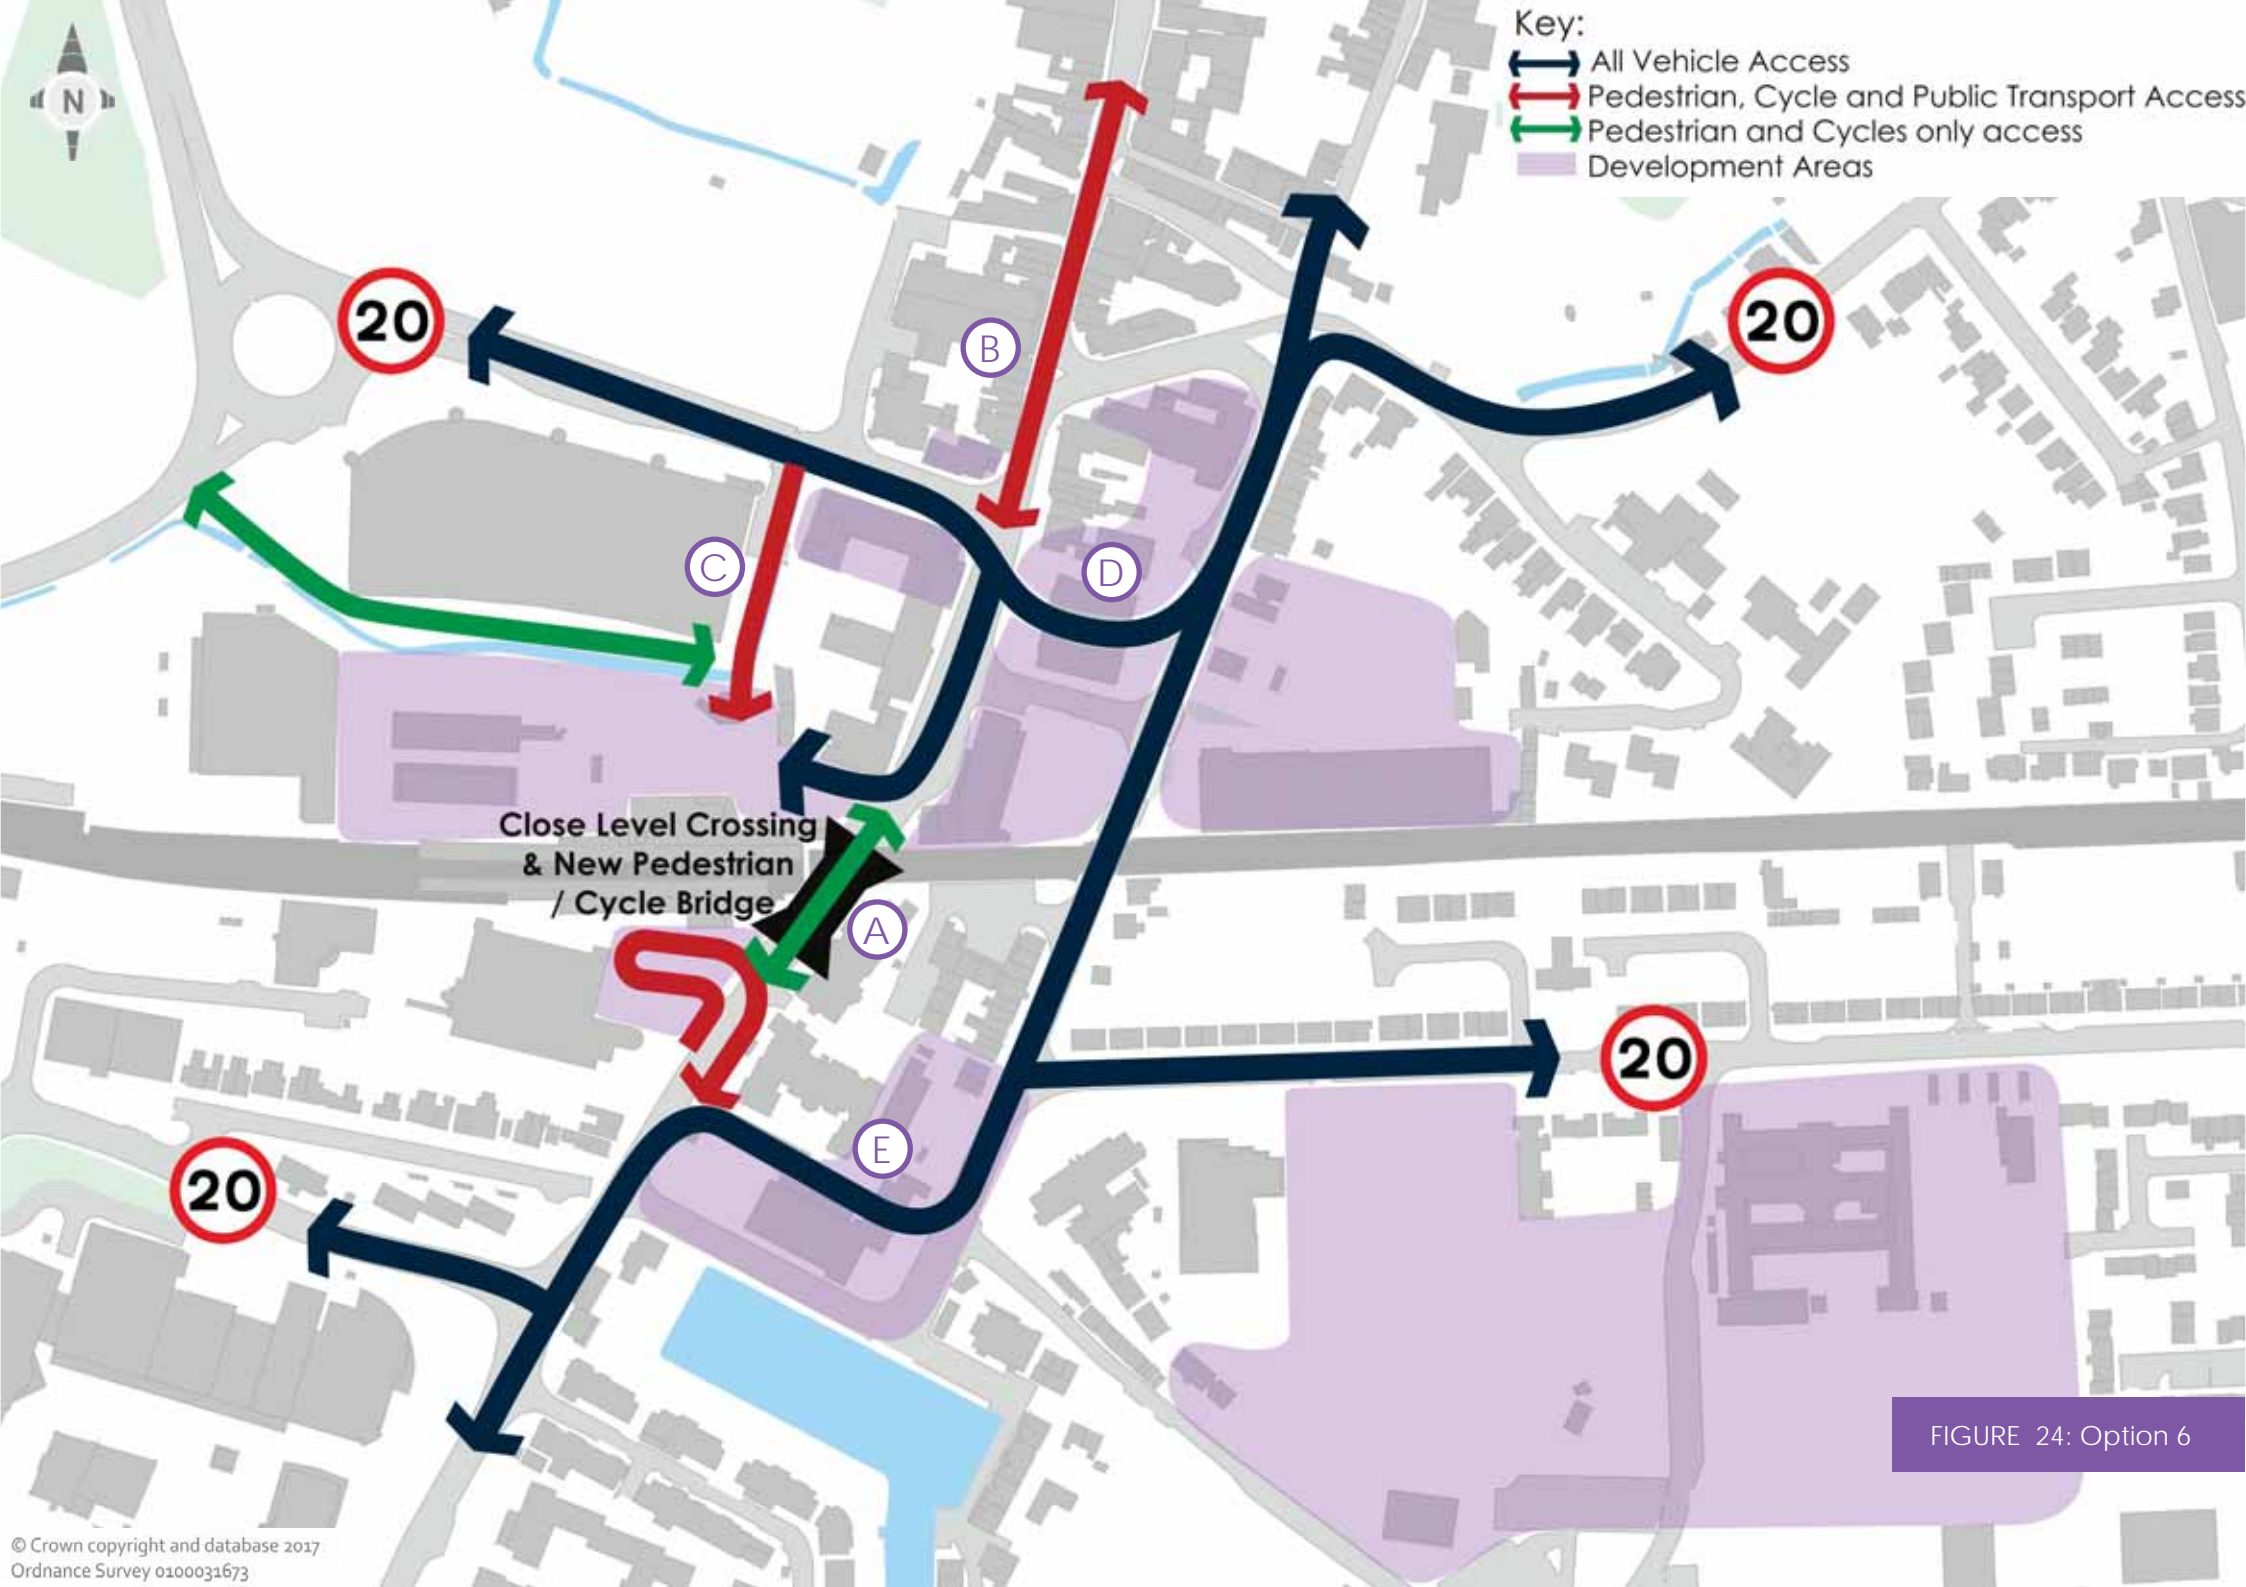 Key:
All Vehicle Access
Pedestrian, Cycle and Public Transport Access
Pedestrian and Cycles only access
Development Areas
N
20
20
B
C
D
Close Level Crossing
& New Pedestrian
/ Cycle Bridge
A
20
E
20
FIGURE 24: Option 6
© Crown copyright and database 2017
Ordnance Survey 0100031673